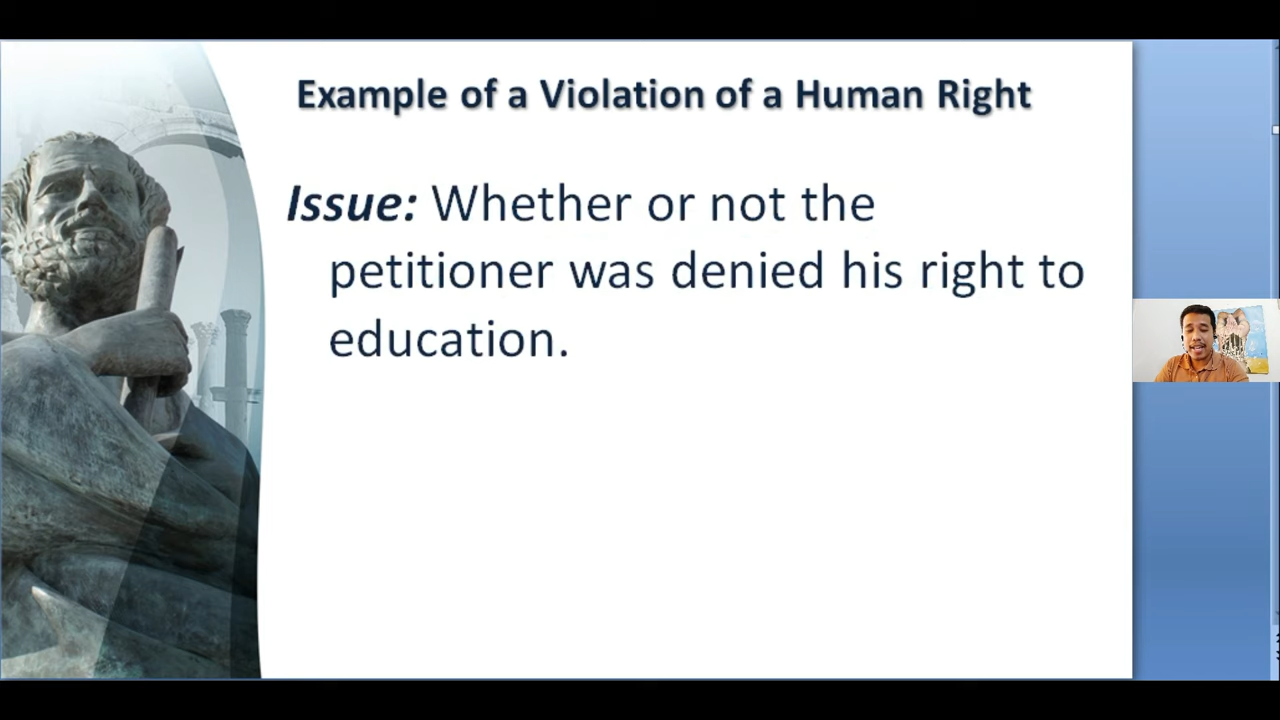 Example of a Violation of a Human Right
Issue: Whether or not the
petitioner was denied his right to
education.